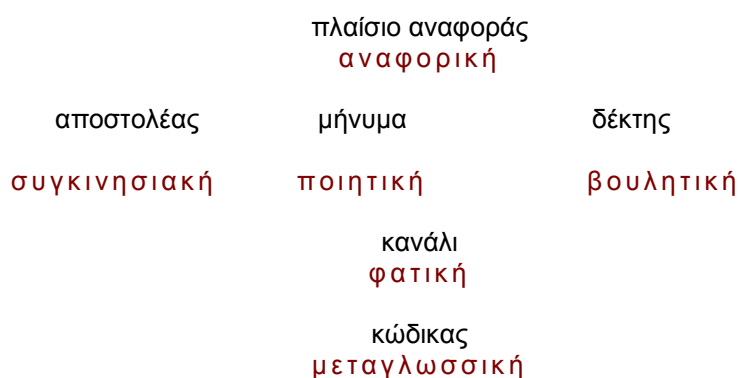 πλαίσιο αναφοράς
αναφορική
αποστολέας μήνυμα δέκτης
συγκινησιακή ποιητική βουλητική
κανάλι
φατική
κώδικας
μεταγλωσσική